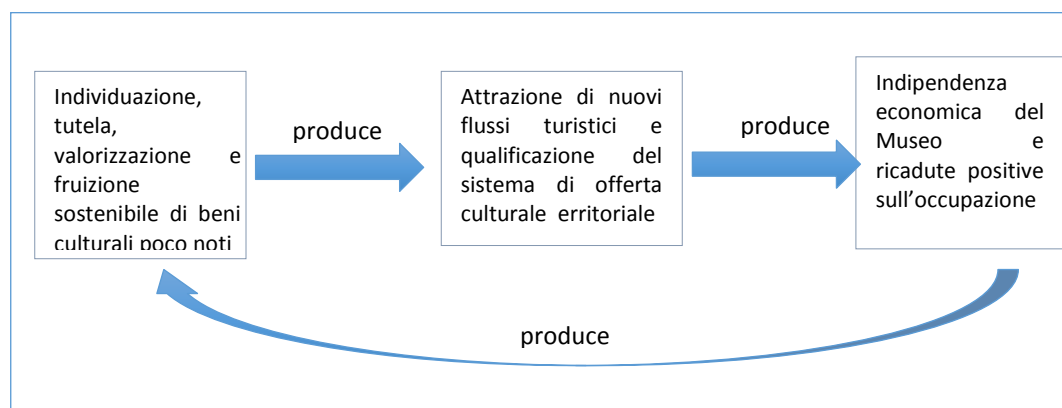 Individuazione,
tutela,
valorizzazione e
fruizione
sostenibile di beni
culturali poco noti
produce
Attrazione di nuovi
flussi turistici e
qualificazione del
sistema di offerta
culturale erritoriale
produce
Indipendenza
economica del
Museo e
ricadute positive
sull’occupazione
produce